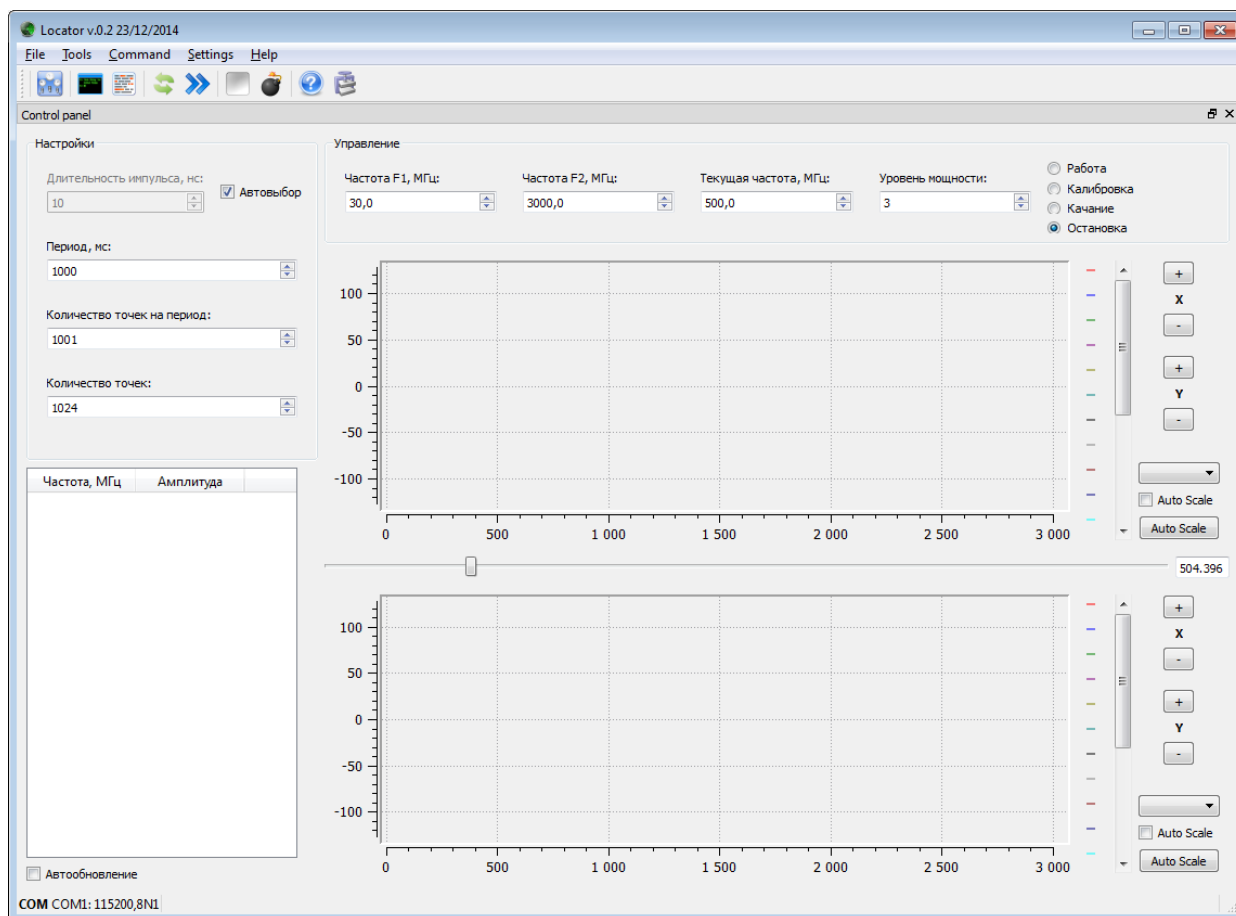 Locator v.0.2 23/12/2014
File Tools Command Settings Help
Control panel
Настройки
Длительность импульса, нс:
10
Автовыбор
Период, мс:
1000
Количество точек на период:
1001
Количество точек:
1024
Управление
Частота F1, МГц: Частота F2, МГц: Текущая частота, МГц: Уровень мощности:
30,0 3000,0 500,0 3
Работа
Калибровка
Качание
Остановка
100
50
0
-50
-100
0 500 1 000 1 500 2 000 2 500 3 000
+
X
-
+
Y
-
Auto Scale
Auto Scale
504.396
Частота, МГц Амплитуда
100
50
0
-50
-100
0 500 1 000 1 500 2 000 2 500 3 000
+
X
-
+
Y
-
Auto Scale
Auto Scale
Автообновление
COM COM1: 115200,8N1